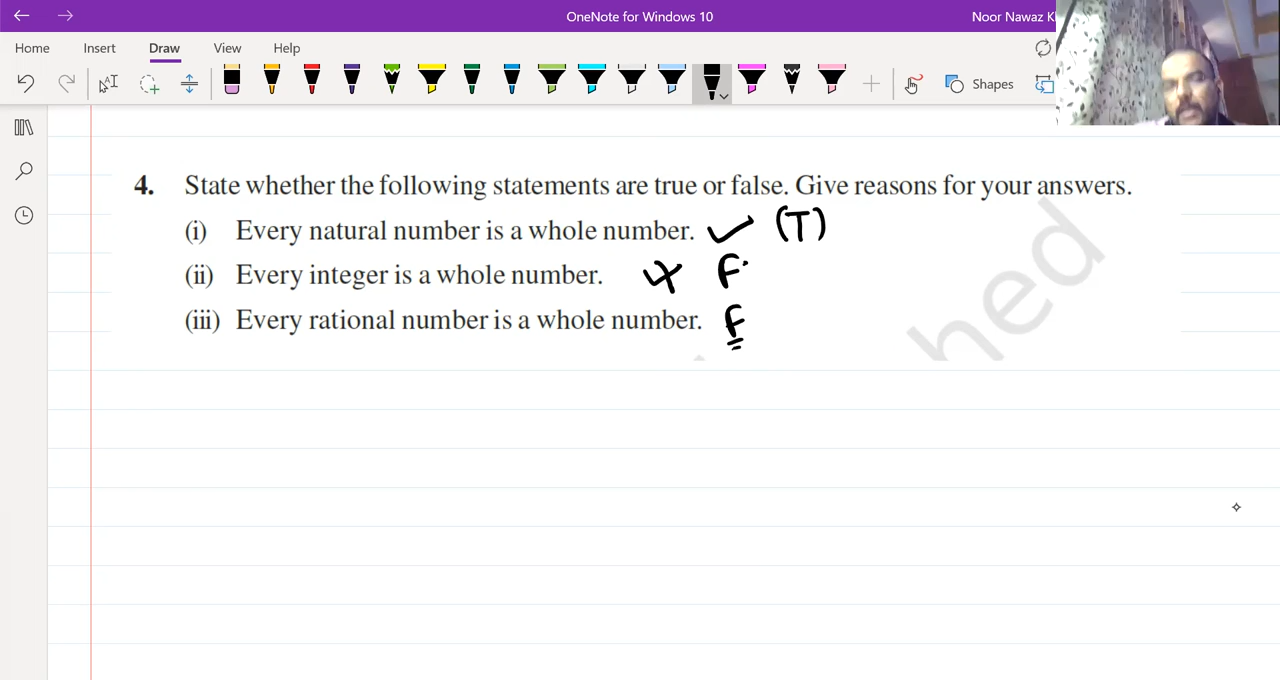 OneNote for Windows 10
Noor Nawaz K
Home Insert Draw View Help
Shapes
4. State whether the following statements are true or false. Give reasons for your answers.
(i) Every natural number is a whole number. ✓ (T)
(ii) Every integer is a whole number. ✗ F.
(iii) Every rational number is a whole number. F
hed